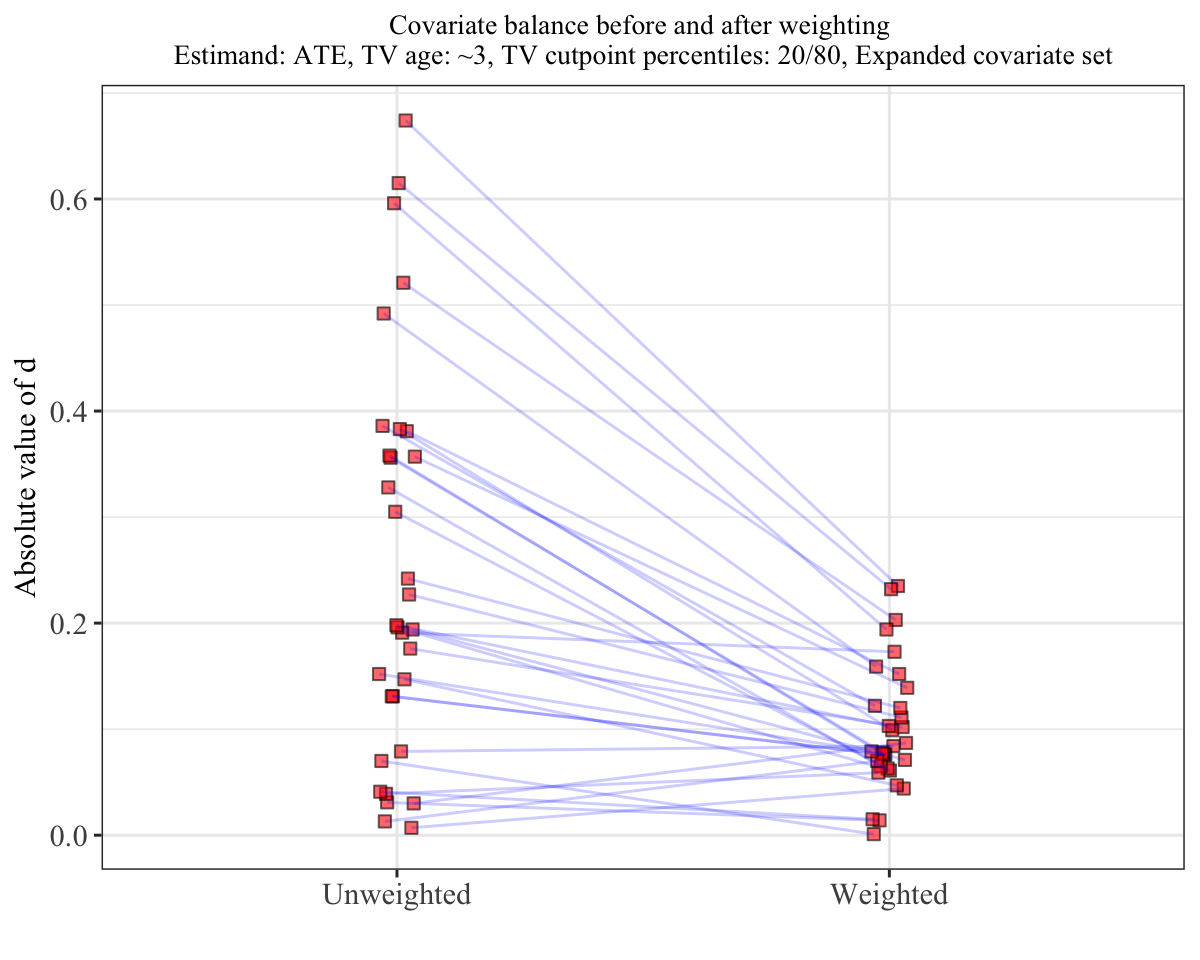 Covariate balance before and after weighting
Estimand: ATE, TV age: ~3, TV cutpoint percentiles: 20/80, Expanded covariate set
Absolute value of d
0.6
0.4
0.2
0.0
Unweighted
Weighted